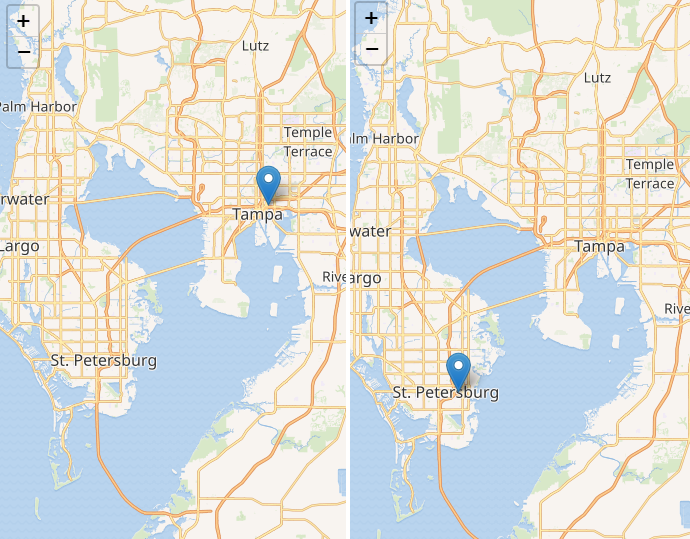 +
−
Lutz
Palm Harbor
Temple
Terrace
rwater
Tampa
Largo
Rive
St. Petersburg
+
−
Lutz
lm Harbor
Temple
Terrace
water
Tampa
argo
Rive
St. Petersburg